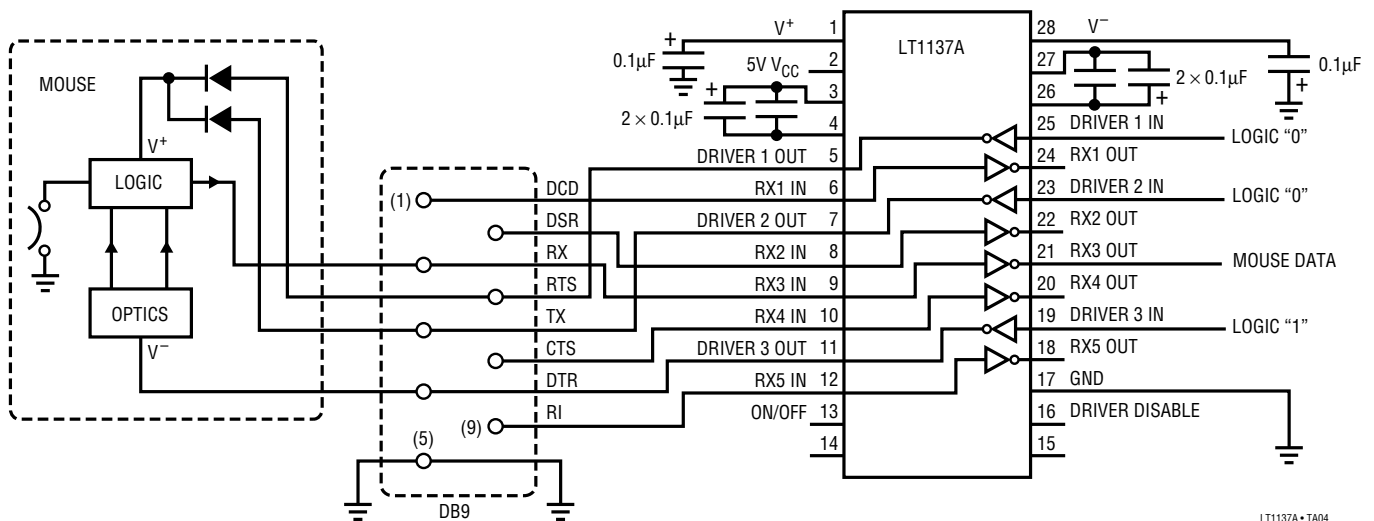 MOUSE
V+
LOGIC
OPTICS
V−
(1)
DCD
DSR
RX
RTS
TX
CTS
DTR
(9)
RI
(5)
DB9
LT1137A
V+
1
+
0.1µF
5V VCC
2
+
2 × 0.1µF
3
4
DRIVER 1 OUT
5
RX1 IN
6
DRIVER 2 OUT
7
RX2 IN
8
RX3 IN
9
RX4 IN
10
DRIVER 3 OUT
11
RX5 IN
12
ON/OFF
13
14
28
V−
27
26
2 × 0.1µF
+
0.1µF
+
25
DRIVER 1 IN
LOGIC “0”
24
RX1 OUT
23
DRIVER 2 IN
LOGIC “0”
22
RX2 OUT
21
RX3 OUT
MOUSE DATA
20
RX4 OUT
19
DRIVER 3 IN
LOGIC “1”
18
RX5 OUT
17
GND
16
DRIVER DISABLE
15
LT1137A • TA04